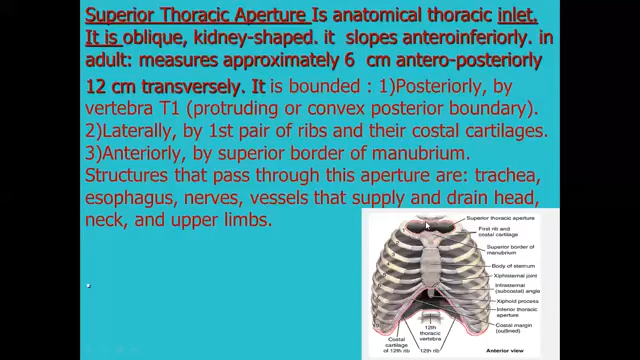 Superior Thoracic Aperture Is anatomical thoracic inlet.
It is oblique, kidney-shaped. it slopes anteroinferiorly. in
adult: measures approximately 6 cm antero-posteriorly
12 cm transversely. It is bounded : 1)Posteriorly, by
vertebra T1 (protruding or convex posterior boundary).
2)Laterally, by 1st pair of ribs and their costal cartilages.
3)Anteriorly, by superior border of manubrium.
Structures that pass through this aperture are: trachea,
esophagus, nerves, vessels that supply and drain head,
neck, and upper limbs.
Superior thoracic aperture
First rib and
costal cartilage
Superior border of
manubrium
Body of sternum
Xiphisternal joint
Infrasternal
(subcostal) angle
Xiphoid process
Inferior thoracic
aperture
Costal margin
(outlined)
Costal
cartilage
of 12th rib
12th
thoracic
vertebra
12th rib
Anterior view